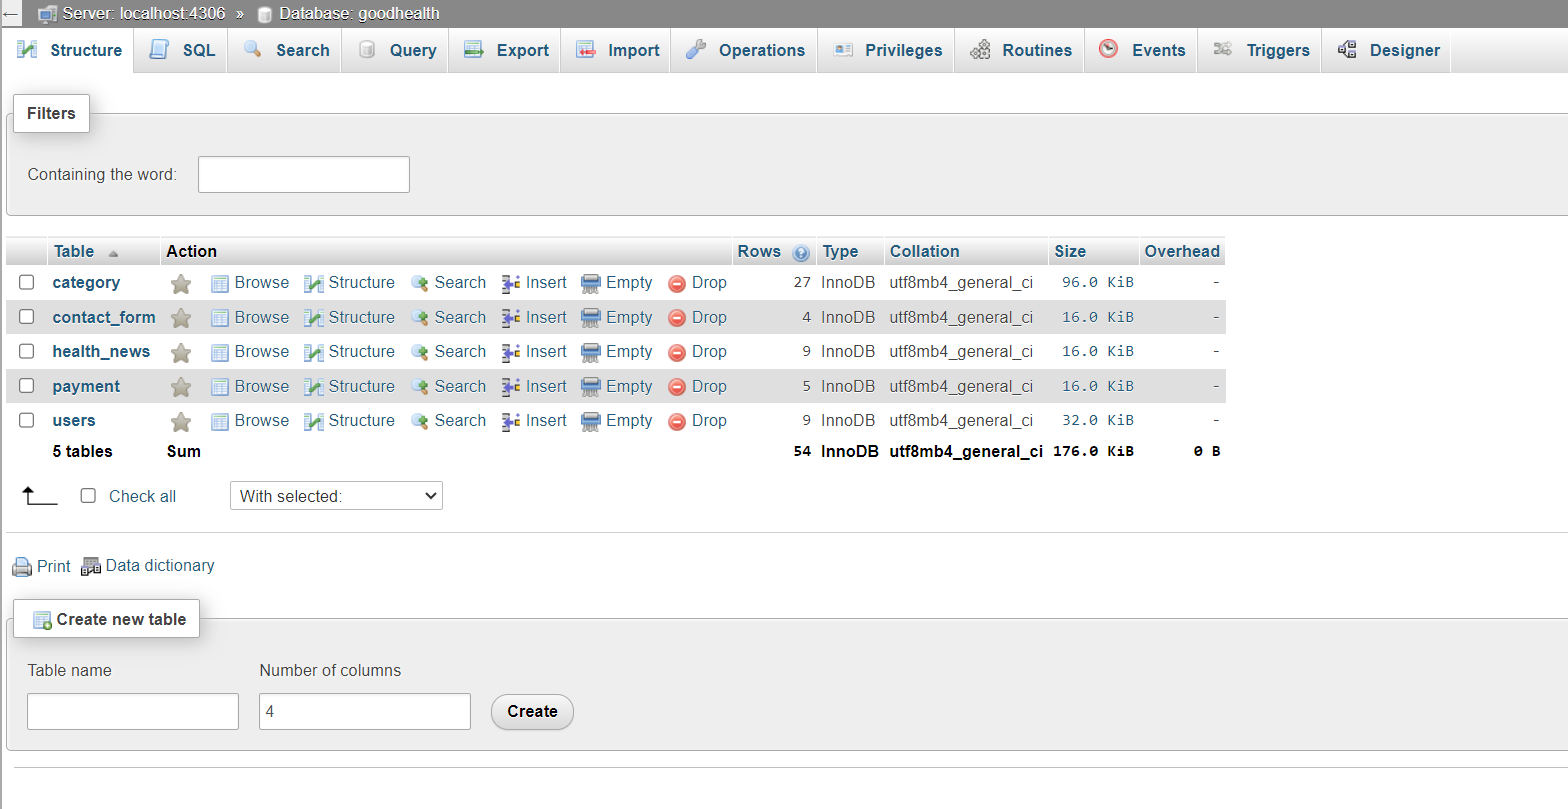 ← Server: localhost:4306 » Database: goodhealth
Structure SQL Search Query Export Import Operations Privileges Routines Events Triggers Designer
Filters
Containing the word:
Table Action Rows Type Collation Size Overhead
category Browse Structure Search Insert Empty Drop 27 InnoDB utf8mb4_general_ci 96.0 KiB -
contact_form Browse Structure Search Insert Empty Drop 4 InnoDB utf8mb4_general_ci 16.0 KiB -
health_news Browse Structure Search Insert Empty Drop 9 InnoDB utf8mb4_general_ci 16.0 KiB -
payment Browse Structure Search Insert Empty Drop 5 InnoDB utf8mb4_general_ci 16.0 KiB -
users Browse Structure Search Insert Empty Drop 9 InnoDB utf8mb4_general_ci 32.0 KiB -
5 tables Sum 54 InnoDB utf8mb4_general_ci 176.0 KiB 0 B
Check all With selected:
Print Data dictionary
Create new table
Table name Number of columns
4 Create